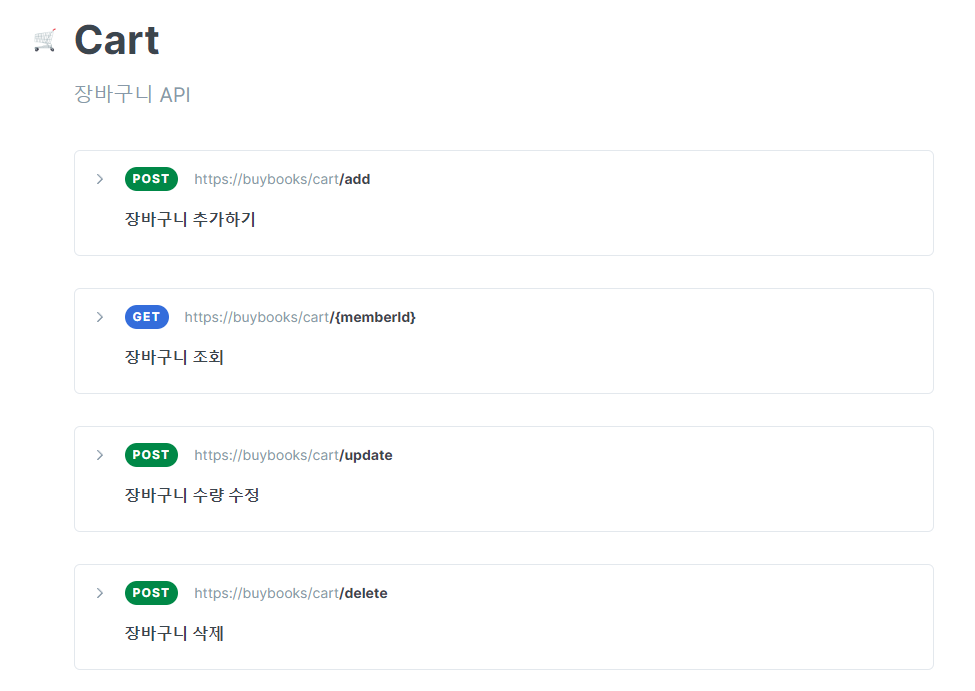 Cart
장바구니 API
POST https://buybooks/cart/add
장바구니 추가하기
GET https://buybooks/cart/{memberId}
장바구니 조회
POST https://buybooks/cart/update
장바구니 수량 수정
POST https://buybooks/cart/delete
장바구니 삭제